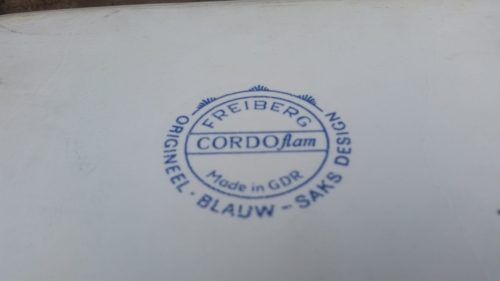 FREIBERG
CORDOflam
Made in GDR
ORIGINEEL · BLAUW - SAKS DESIGN